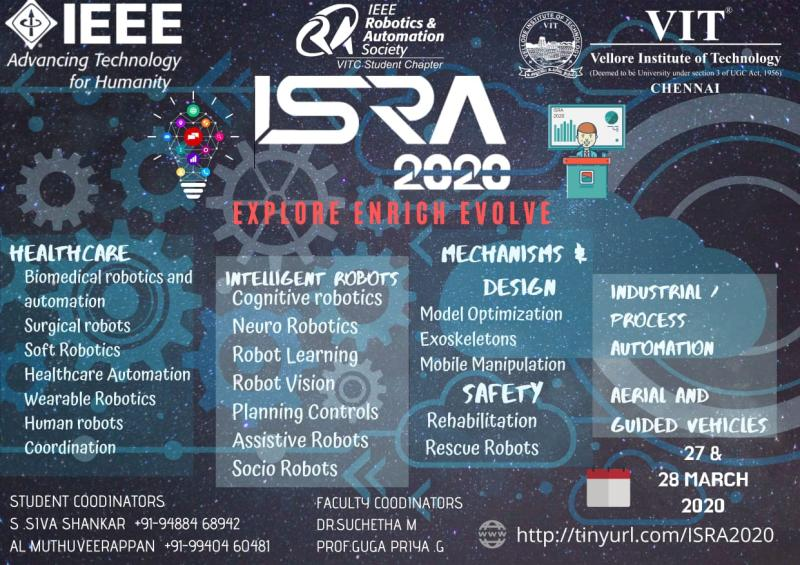 IEEE
Advancing Technology
for Humanity
IEEE
Robotics &
Automation
Society
VITC Student Chapter
VIT®
Vellore Institute of Technology
(Deemed to be University under section 3 of UGC Act, 1956)
CHENNAI
ISRA
2020
ISRA
2020
EXPLORE ENRICH EVOLVE
HEALTHCARE
Biomedical robotics and
automation
Surgical robots
Soft Robotics
Healthcare Automation
Wearable Robotics
Human robots
Coordination
INTELLIGENT ROBOTS
Cognitive robotics
Neuro Robotics
Robot Learning
Robot Vision
Planning Controls
Assistive Robots
Socio Robots
MECHANISMS &
DESIGN
Model Optimization
Exoskeletons
Mobile Manipulation
SAFETY
Rehabilitation
Rescue Robots
INDUSTRIAL /
PROCESS
AUTOMATION
AERIAL AND
GUIDED VEHICLES
27 &
28 MARCH
2020
STUDENT COODINATORS
S .SIVA SHANKAR +91-94884 68942
AL MUTHUVEERAPPAN +91-99404 60481
FACULTY COODINATORS
DR.SUCHETHA M
PROF.GUGA PRIYA .G
http://tinyurl.com/ISRA2020